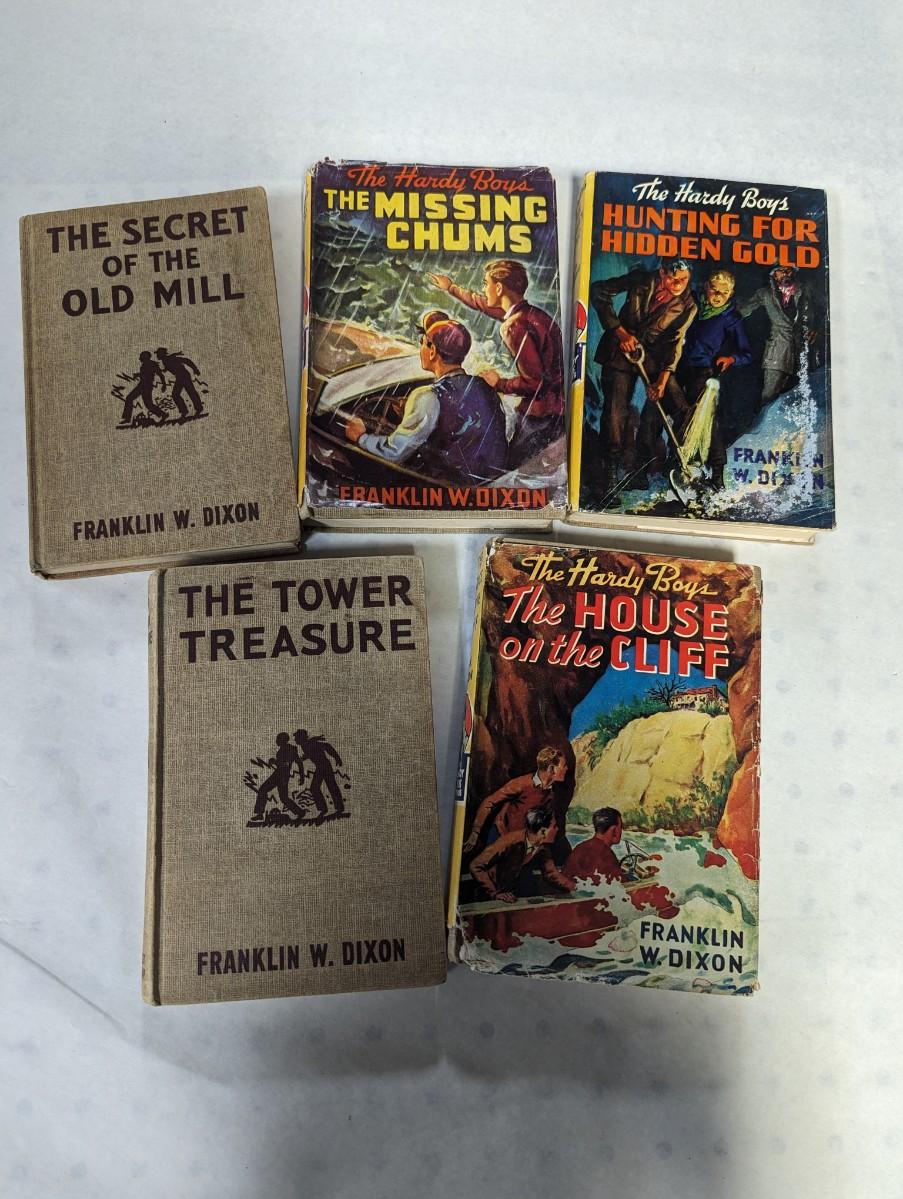 THE SECRET
OF THE
OLD MILL
FRANKLIN W. DIXON
The Hardy Boys
THE MISSING
CHUMS
FRANKLIN W. DIXON
The Hardy Boys
HUNTING FOR
HIDDEN GOLD
FRANKLIN
W. DIXON
THE TOWER
TREASURE
FRANKLIN W. DIXON
The Hardy Boys
The HOUSE
on the CLIFF
FRANKLIN
W. DIXON